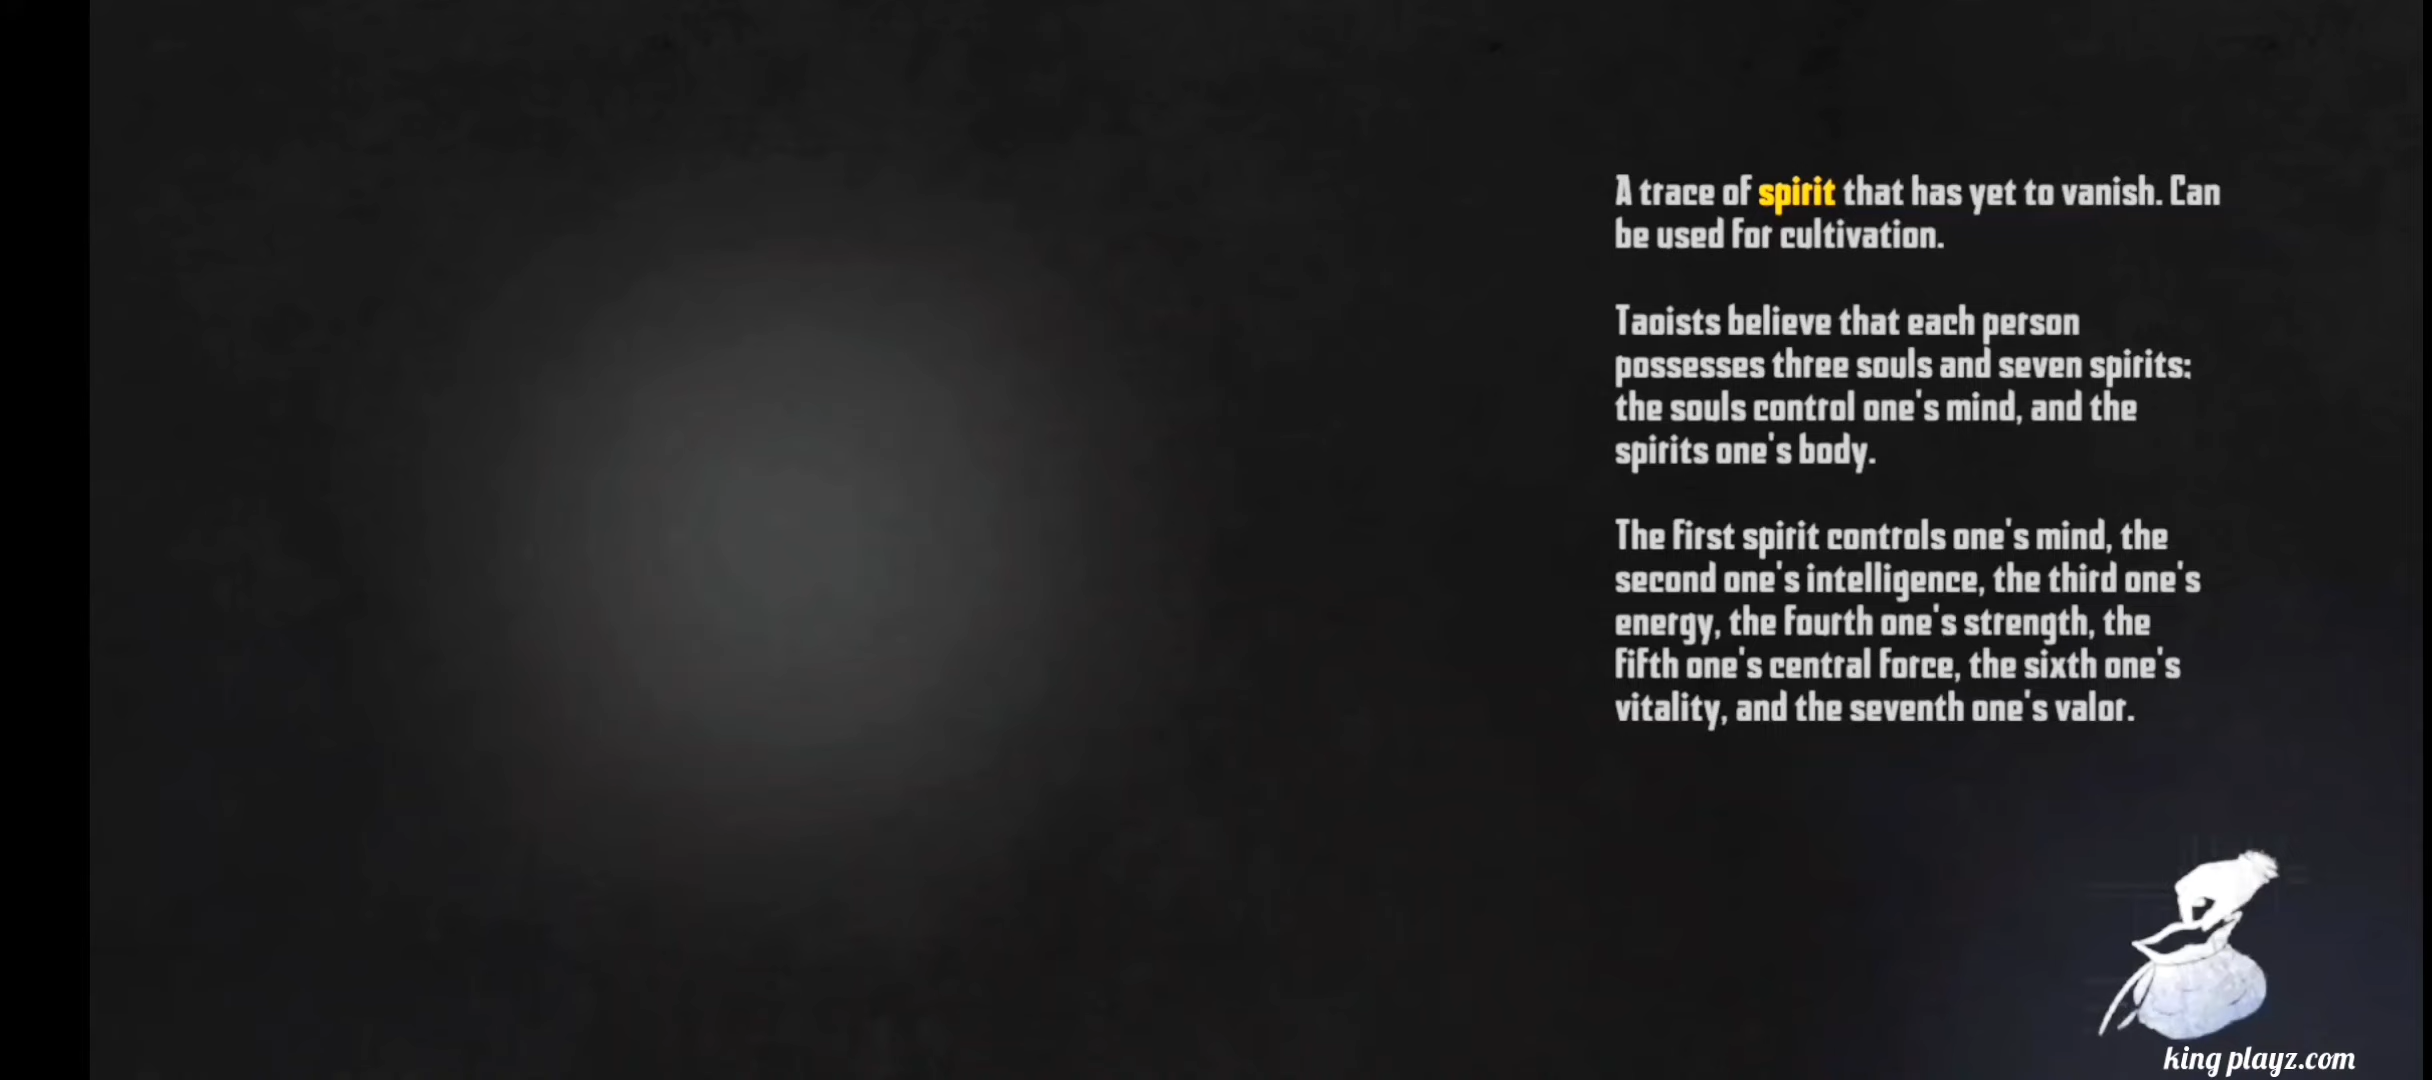 A trace of spirit that has yet to vanish. Can
be used for cultivation.
Taoists believe that each person
possesses three souls and seven spirits:
the souls control one's mind, and the
spirits one's body.
The first spirit controls one's mind, the
second one's intelligence, the third one's
energy, the fourth one's strength, the
fifth one's central force, the sixth one's
vitality, and the seventh one's valor.
king playz.com